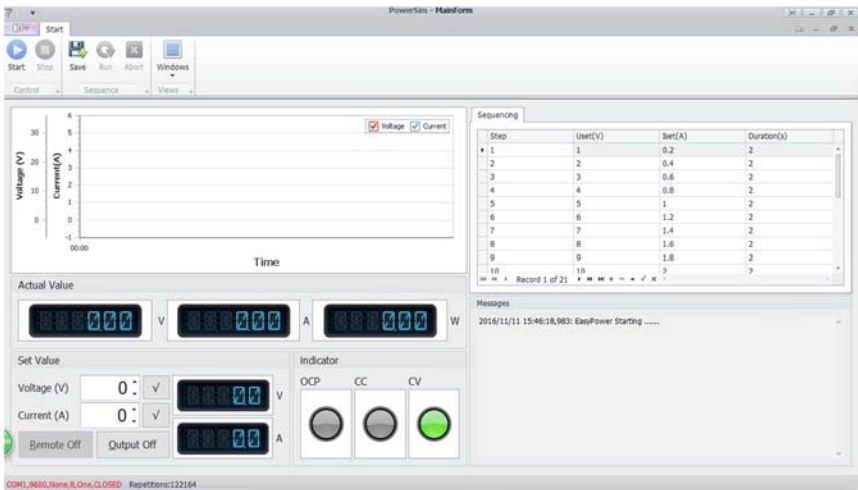 PowerSim - MainForm
Start
Start Stop Save Run Abort Windows
Control Sequence Views
Voltage (V)
30
20
10
0
Current(A)
6
5
4
3
2
1
0
-1
Voltage Current
00:00
Time
Sequencing
Step Uset(V) Iset(A) Duration(s)
1 1 0.2 2
2 2 0.4 2
3 3 0.6 2
4 4 0.8 2
5 5 1 2
6 6 1.2 2
7 7 1.4 2
8 8 1.6 2
9 9 1.8 2
10 10 2 2
Record 1 of 21
Actual Value
000 V 000 A 000 W
Messages
2016/11/11 15:46:18,983: EasyPower Starting ......
Set Value
Voltage (V) 0 √ 00 V
Current (A) 0 √ 00 A
Remote Off Output Off
Indicator
OCP CC CV
COM1,9600,None,8,One,CLOSED Repetitions:122164